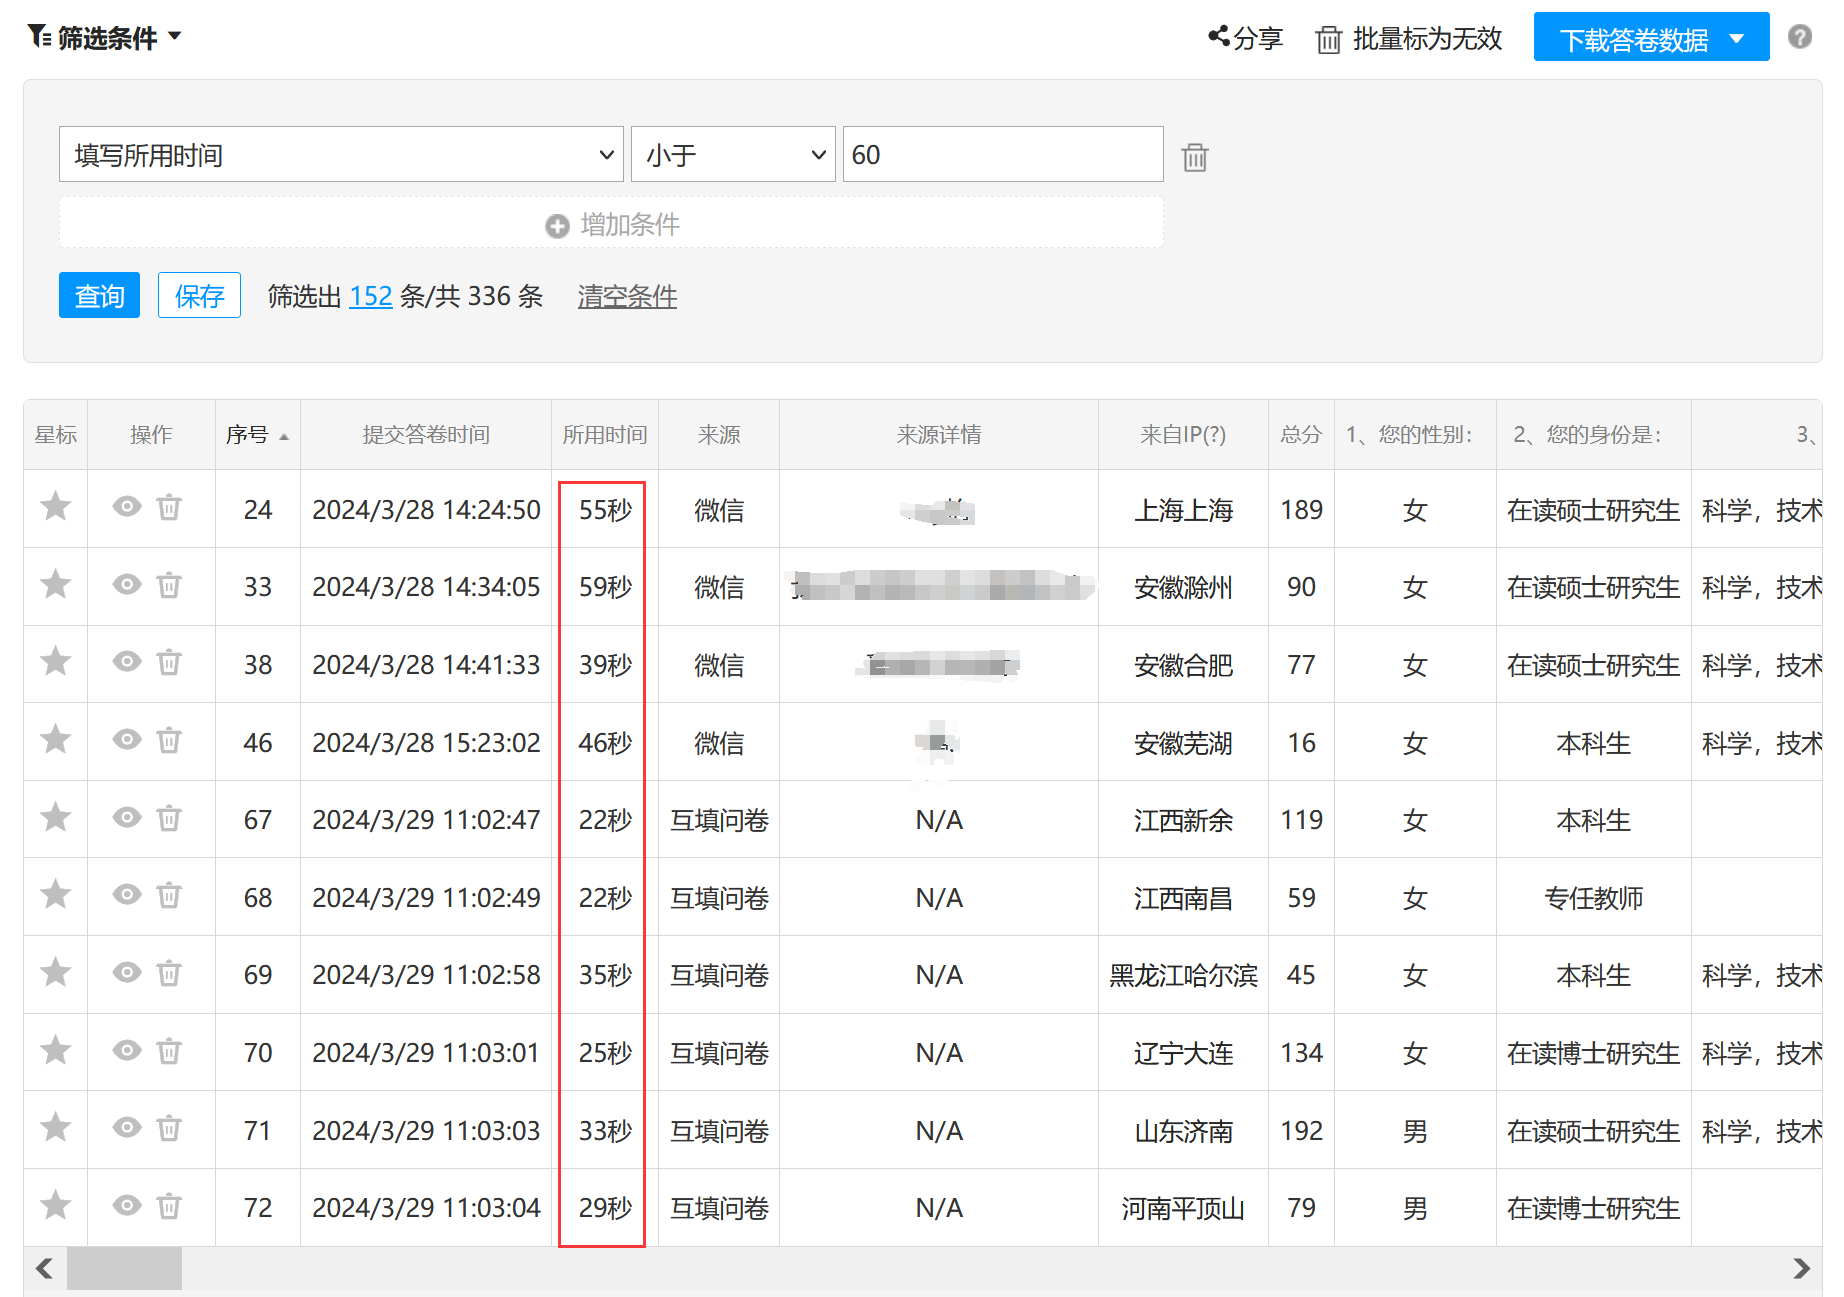 筛选条件
分享 批量标为无效 下载答卷数据
填写所用时间 小于 60
增加条件
查询 保存 筛选出 152 条/共 336 条 清空条件
星标 操作 序号 提交答卷时间 所用时间 来源 来源详情 来自IP(?) 总分 1、您的性别： 2、您的身份是： 3、
24 2024/3/28 14:24:50 55秒 微信 上海上海 189 女 在读硕士研究生 科学，技术
33 2024/3/28 14:34:05 59秒 微信 安徽滁州 90 女 在读硕士研究生 科学，技术
38 2024/3/28 14:41:33 39秒 微信 安徽合肥 77 女 在读硕士研究生 科学，技术
46 2024/3/28 15:23:02 46秒 微信 安徽芜湖 16 女 本科生 科学，技术
67 2024/3/29 11:02:47 22秒 互填问卷 N/A 江西新余 119 女 本科生
68 2024/3/29 11:02:49 22秒 互填问卷 N/A 江西南昌 59 女 专任教师
69 2024/3/29 11:02:58 35秒 互填问卷 N/A 黑龙江哈尔滨 45 女 本科生 科学，技术
70 2024/3/29 11:03:01 25秒 互填问卷 N/A 辽宁大连 134 女 在读博士研究生 科学，技术
71 2024/3/29 11:03:03 33秒 互填问卷 N/A 山东济南 192 男 在读硕士研究生 科学，技术
72 2024/3/29 11:03:04 29秒 互填问卷 N/A 河南平顶山 79 男 在读博士研究生